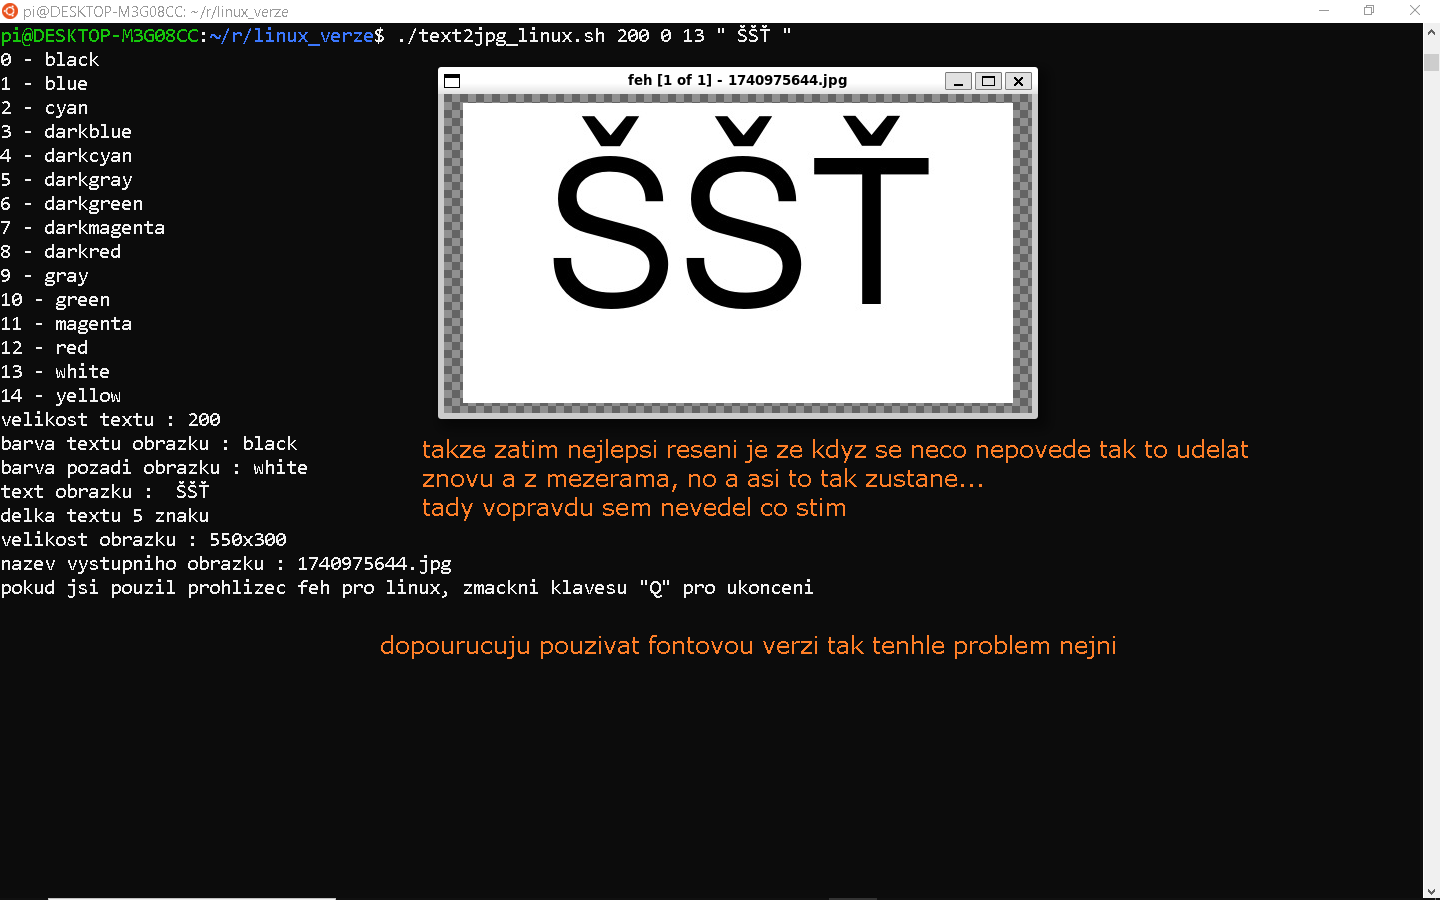 pi@DESKTOP-M3G08CC: ~/r/linux_verze
pi@DESKTOP-M3G08CC:~/r/linux_verze$ ./text2jpg_linux.sh 200 0 13 " ŠŠŤ "
0 - black
1 - blue
2 - cyan
3 - darkblue
4 - darkcyan
5 - darkgray
6 - darkgreen
7 - darkmagenta
8 - darkred
9 - gray
10 - green
11 - magenta
12 - red
13 - white
14 - yellow
velikost textu : 200
barva textu obrazku : black
barva pozadi obrazku : white
text obrazku :  ŠŠŤ
delka textu 5 znaku
velikost obrazku : 550x300
nazev vystupniho obrazku : 1740975644.jpg
pokud jsi pouzil prohlizec feh pro linux, zmackni klavesu "Q" pro ukonceni
feh [1 of 1] - 1740975644.jpg
ŠŠŤ
takze zatim nejlepsi reseni je ze kdyz se neco nepovede tak to udelat
znovu a z mezerama, no a asi to tak zustane...
tady vopravdu sem nevedel co stim
dopourucuju pouzivat fontovou verzi tak tenhle problem nejni